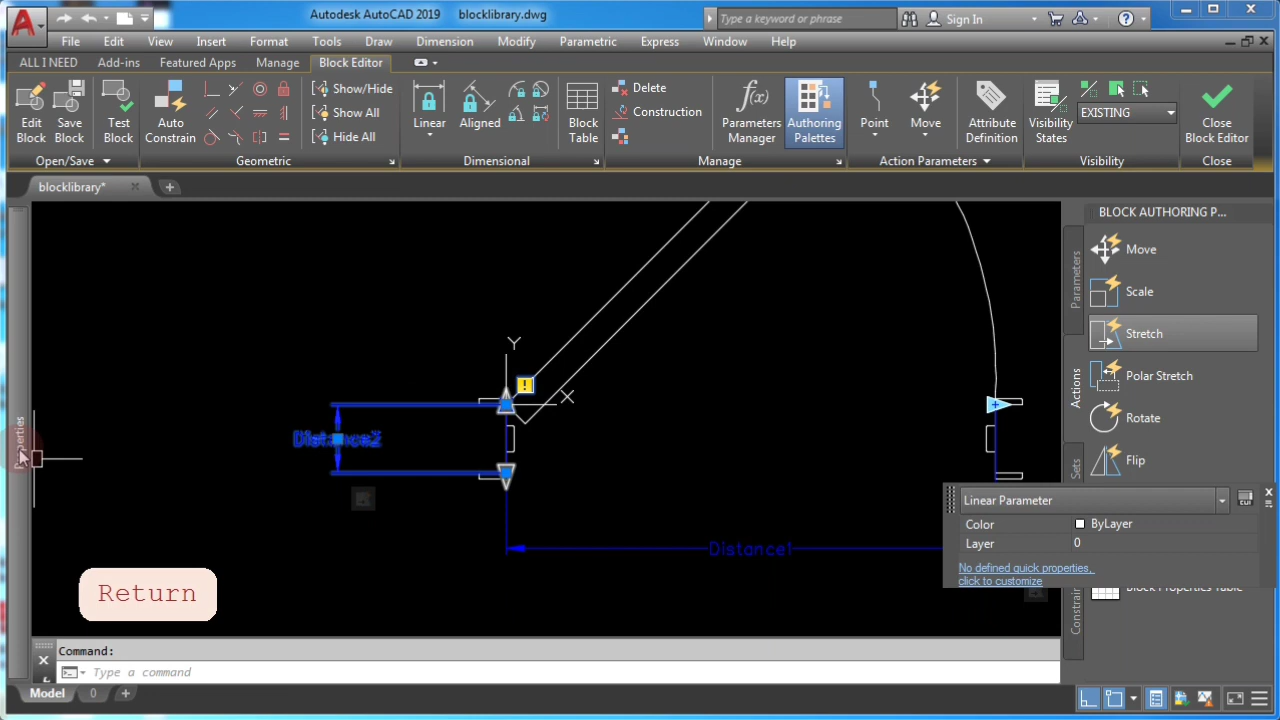 Autodesk AutoCAD 2019 blocklibrary.dwg
Type a keyword or phrase
Sign In
File Edit View Insert Format Tools Draw Dimension Modify Parametric Express Window Help
ALL I NEED Add-ins Featured Apps Manage Block Editor
Edit Block
Save Block
Test Block
Auto Constrain
Show/Hide
Show All
Hide All
Linear
Aligned
Block Table
Delete
Construction
f(x)
Parameters Manager
Authoring Palettes
Point
Move
Attribute Definition
Visibility States
EXISTING
Close Block Editor
Open/Save
Geometric
Dimensional
Manage
Action Parameters
Visibility
Close
blocklibrary*
BLOCK AUTHORING P...
Parameters
Actions
Sets
Move
Scale
Stretch
Polar Stretch
Rotate
Flip
Properties
Y
X
!
Distance2
Distance1
Linear Parameter
Color ByLayer
Layer 0
No defined quick properties,
click to customize
Block Properties Table
Return
Command:
Type a command
Model 0